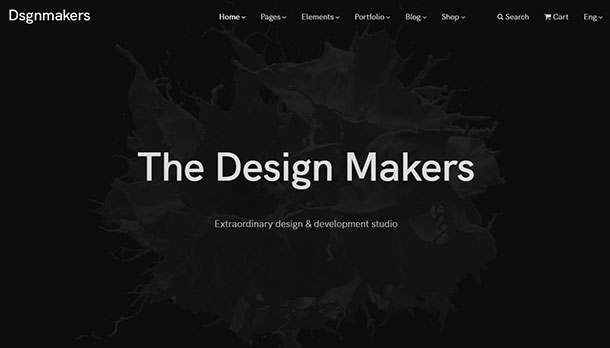 Dsgnmakers
Home Pages Elements Portfolio Blog Shop Search Cart Eng
The Design Makers
Extraordinary design & development studio